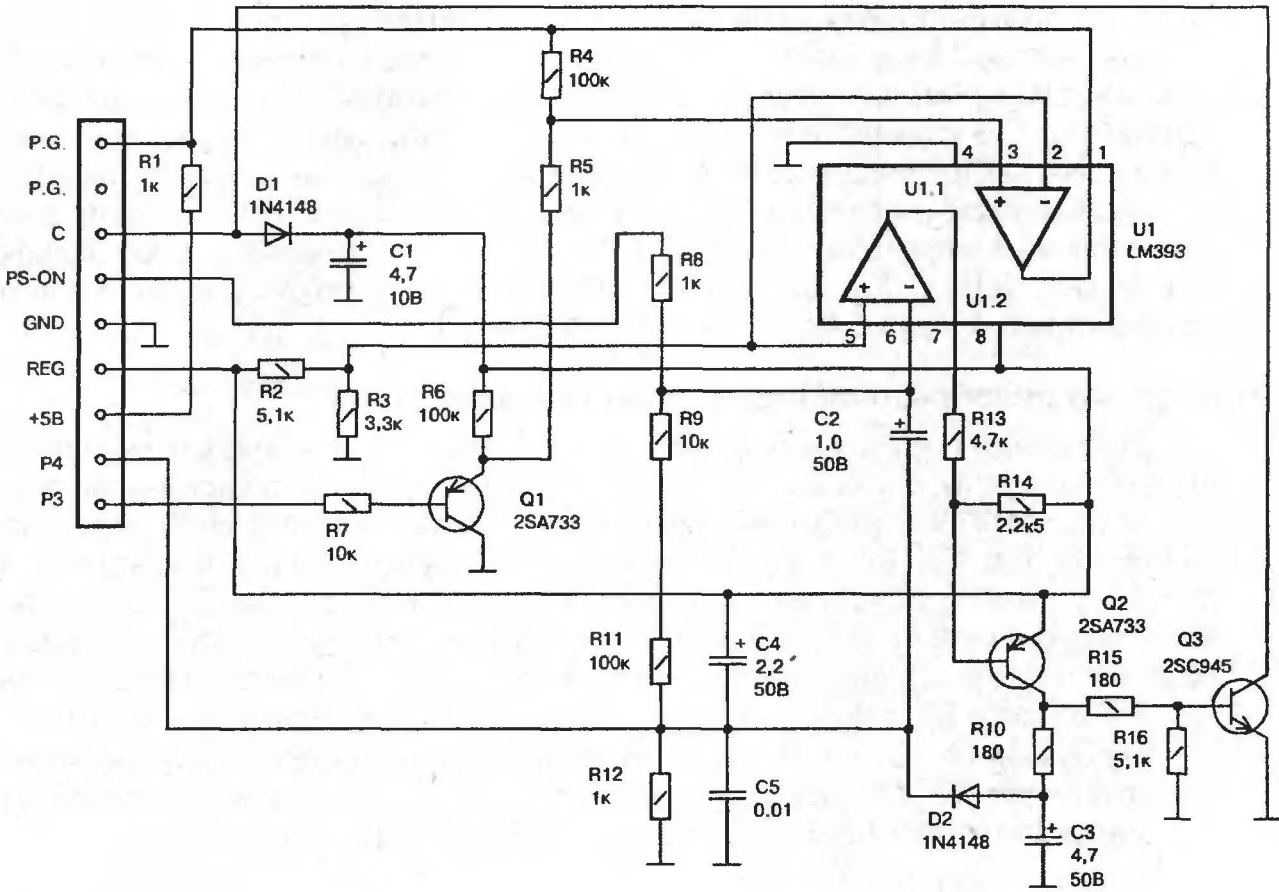 R4
100к
P.G.
R1
1к
P.G.
D1
1N4148
C
PS-ON
GND
REG
+5В
P4
P3
+
C1
4,7
10В
R5
1к
R8
1к
4
3
2
1
U1.1
+
−
U1
LM393
+
−
U1.2
5
6
7
8
R2
5,1к
R3
3,3к
R6
100к
R9
10к
C2
1,0
50В
+
R13
4,7к
R14
2,2к5
R7
10к
Q1
2SA733
R11
100к
+
C4
2,2
50В
Q2
2SA733
R15
180
Q3
2SC945
R10
180
R16
5,1к
R12
1к
C5
0.01
D2
1N4148
+
C3
4,7
50В